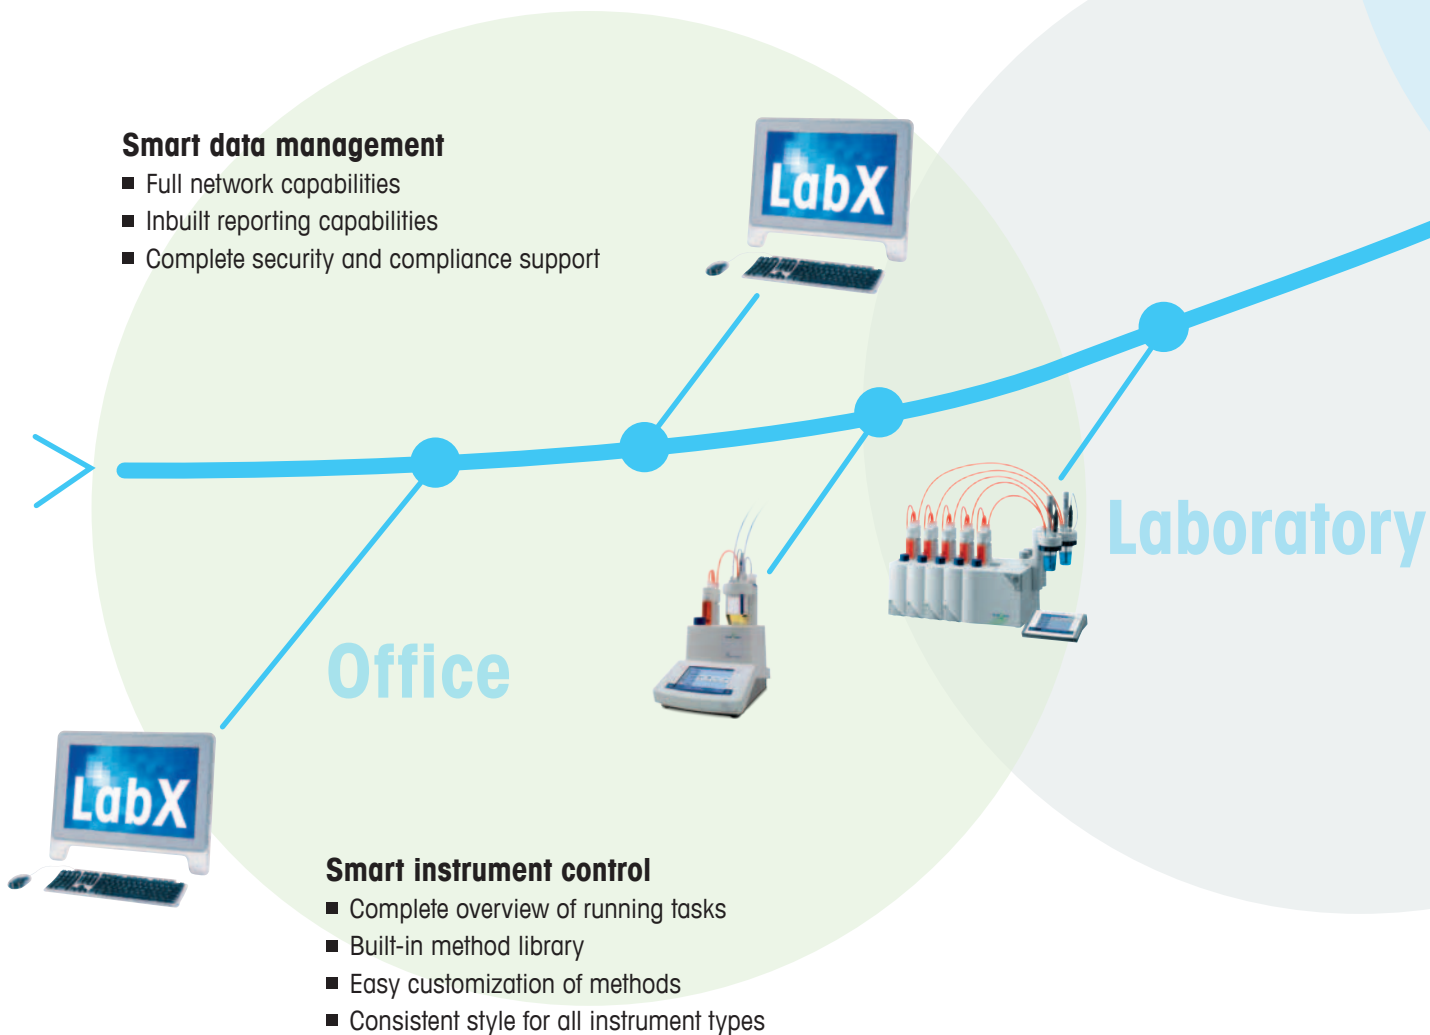 Smart data management
■ Full network capabilities
■ Inbuilt reporting capabilities
■ Complete security and compliance support
LabX
Laboratory
Office
LabX
Smart instrument control
■ Complete overview of running tasks
■ Built-in method library
■ Easy customization of methods
■ Consistent style for all instrument types